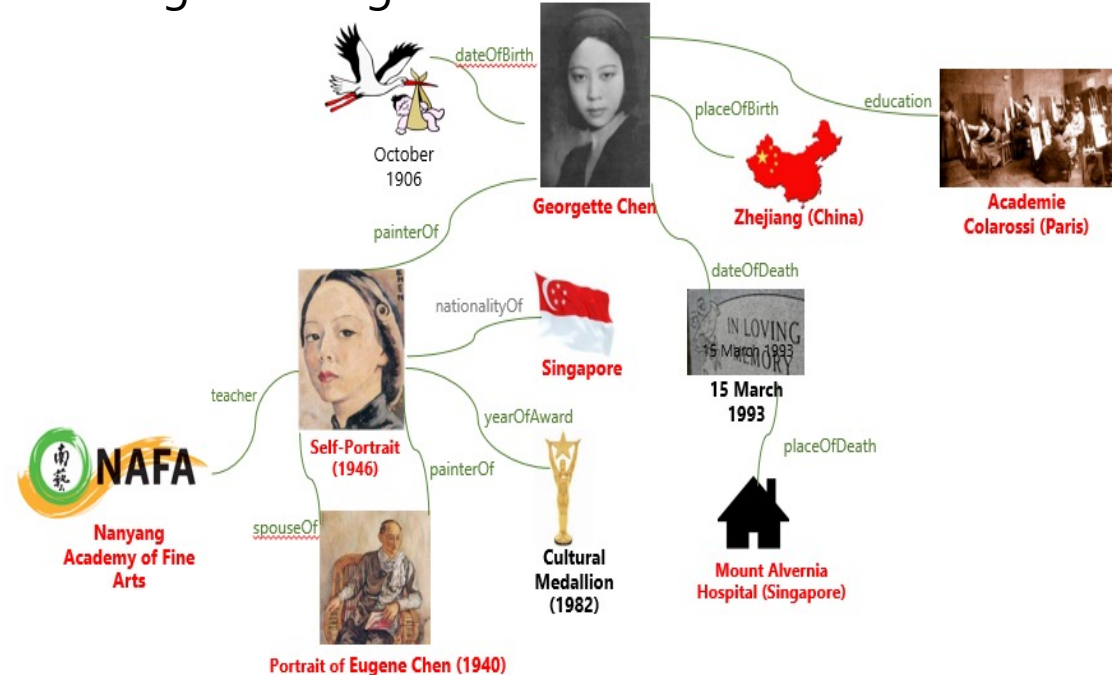 dateOfBirth
education
placeOfBirth
October
1906
Georgette Chen
Zhejiang (China)
Academie
Colarossi (Paris)
painterOf
dateOfDeath
CHEN
nationalityOf
IN LOVING
15 March 1993
MEMORY
Singapore
15 March
1993
teacher
yearOfAward
Self-Portrait
(1946)
painterOf
placeOfDeath
南
藝
NAFA
Nanyang
Academy of Fine
Arts
spouseOf
Cultural
Medallion
(1982)
Mount Alvernia
Hospital (Singapore)
Portrait of Eugene Chen (1940)